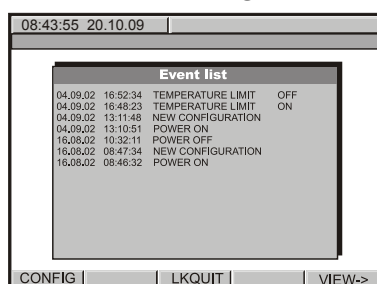 08:43:55 20.10.09
Event list
04.09.02 16:52:34 TEMPERATURE LIMIT OFF
04.09.02 16:48:23 TEMPERATURE LIMIT ON
04.09.02 13:11:48 NEW CONFIGURATION
04.09.02 13:10:51 POWER ON
16.08.02 10:32:11 POWER OFF
16.08.02 08:47:34 NEW CONFIGURATION
16.08.02 08:46:32 POWER ON
CONFIG LKQUIT VIEW->